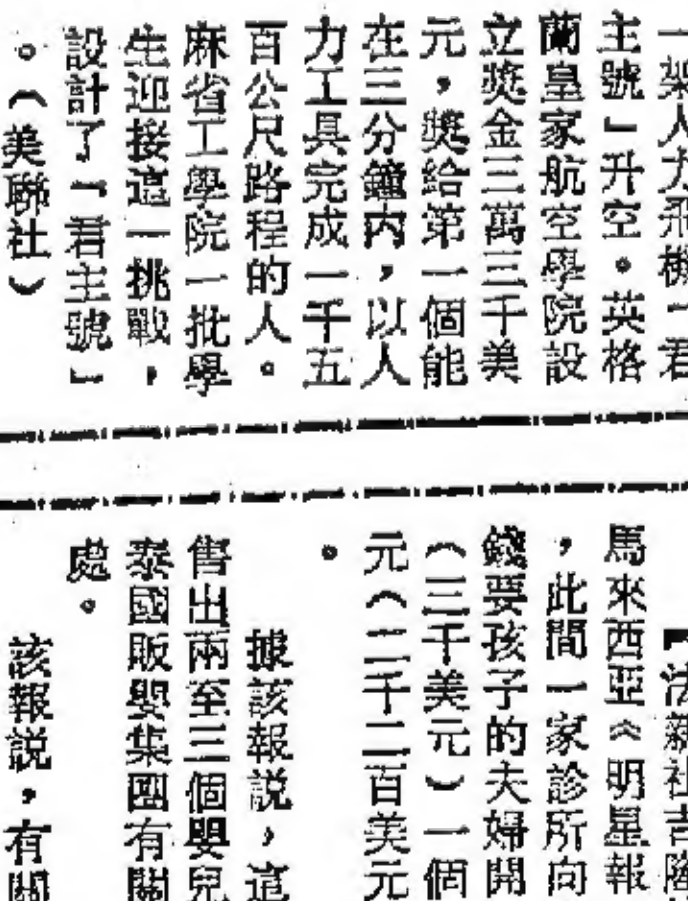 一架人力飛機「君
主號」升空。英格
蘭皇家航空學院設
立奬金三萬三千美
元，奬給第一個能
在三分鐘內，以人
力工具完成一千五
百公尺路程的人。
麻省工學院一批學
生迎接這一挑戰，
設計了「君主號」
。（美聯社）
【法新社吉隆
馬來西亞《明星報
，此間一家診所向
錢要孩子的夫婦開
（三千美元）一個
元（二千二百美元
。
據該報説，這
售出兩至三個嬰兒
泰國販嬰集團有關
處。
該報説，有關